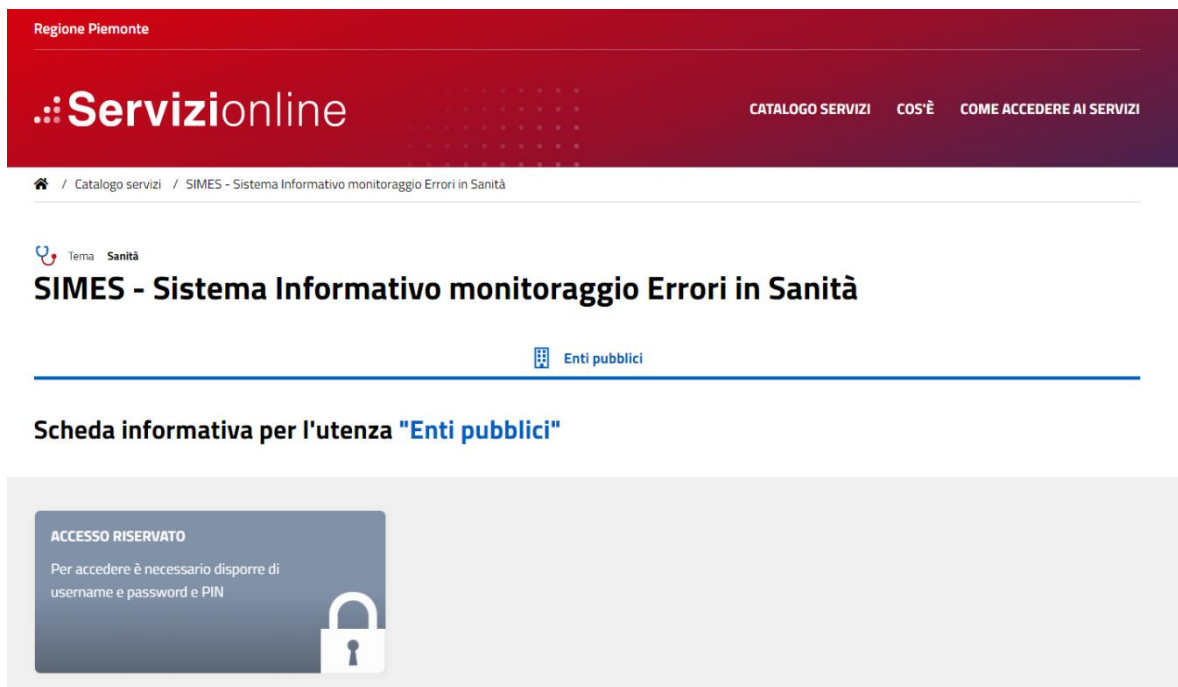 Regione Piemonte
Servizionline
CATALOGO SERVIZI COS'È COME ACCEDERE AI SERVIZI
/ Catalogo servizi / SIMES - Sistema Informativo monitoraggio Errori in Sanità
Tema Sanità
SIMES - Sistema Informativo monitoraggio Errori in Sanità
Enti pubblici
Scheda informativa per l'utenza "Enti pubblici"
ACCESSO RISERVATO
Per accedere è necessario disporre di
username e password e PIN